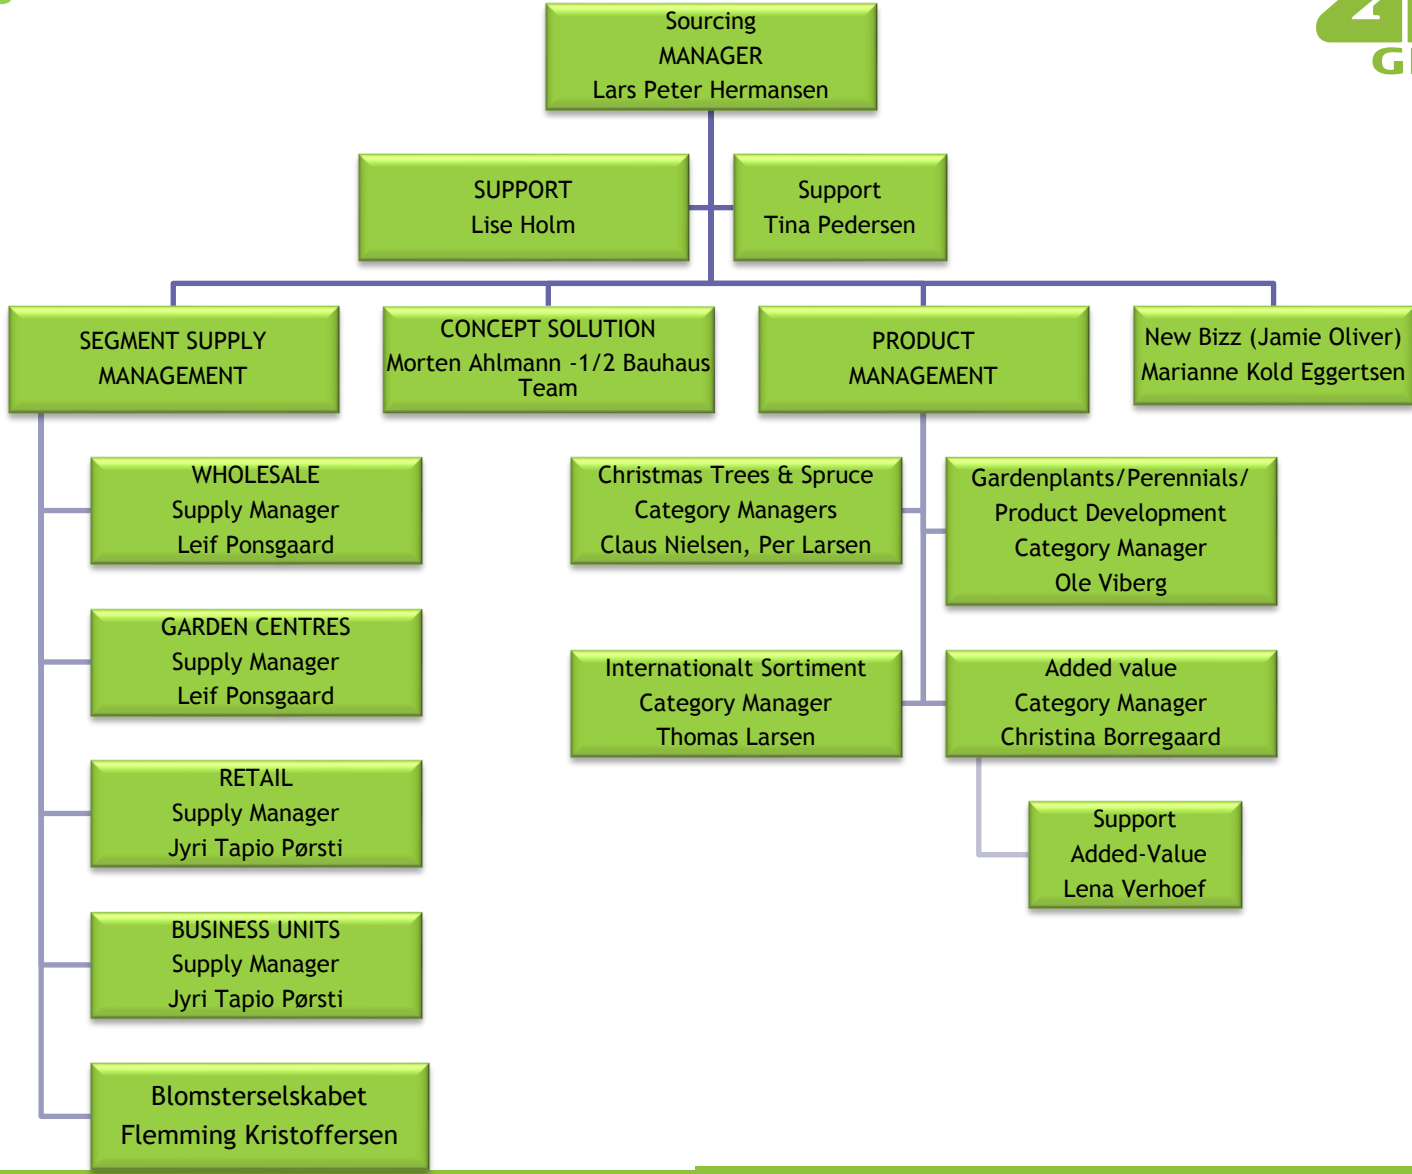 Sourcing
MANAGER
Lars Peter Hermansen
SUPPORT
Lise Holm
Support
Tina Pedersen
SEGMENT SUPPLY
MANAGEMENT
CONCEPT SOLUTION
Morten Ahlmann -1/2 Bauhaus
Team
PRODUCT
MANAGEMENT
New Bizz (Jamie Oliver)
Marianne Kold Eggertsen
WHOLESALE
Supply Manager
Leif Ponsgaard
GARDEN CENTRES
Supply Manager
Leif Ponsgaard
RETAIL
Supply Manager
Jyri Tapio Pørsti
BUSINESS UNITS
Supply Manager
Jyri Tapio Pørsti
Blomsterselskabet
Flemming Kristoffersen
Christmas Trees & Spruce
Category Managers
Claus Nielsen, Per Larsen
Gardenplants/Perennials/
Product Development
Category Manager
Ole Viberg
Internationalt Sortiment
Category Manager
Thomas Larsen
Added value
Category Manager
Christina Borregaard
Support
Added-Value
Lena Verhoef